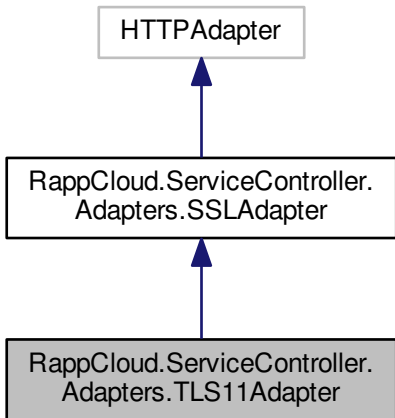 HTTPAdapter
RappCloud.ServiceController.
Adapters.SSLAdapter
RappCloud.ServiceController.
Adapters.TLS11Adapter